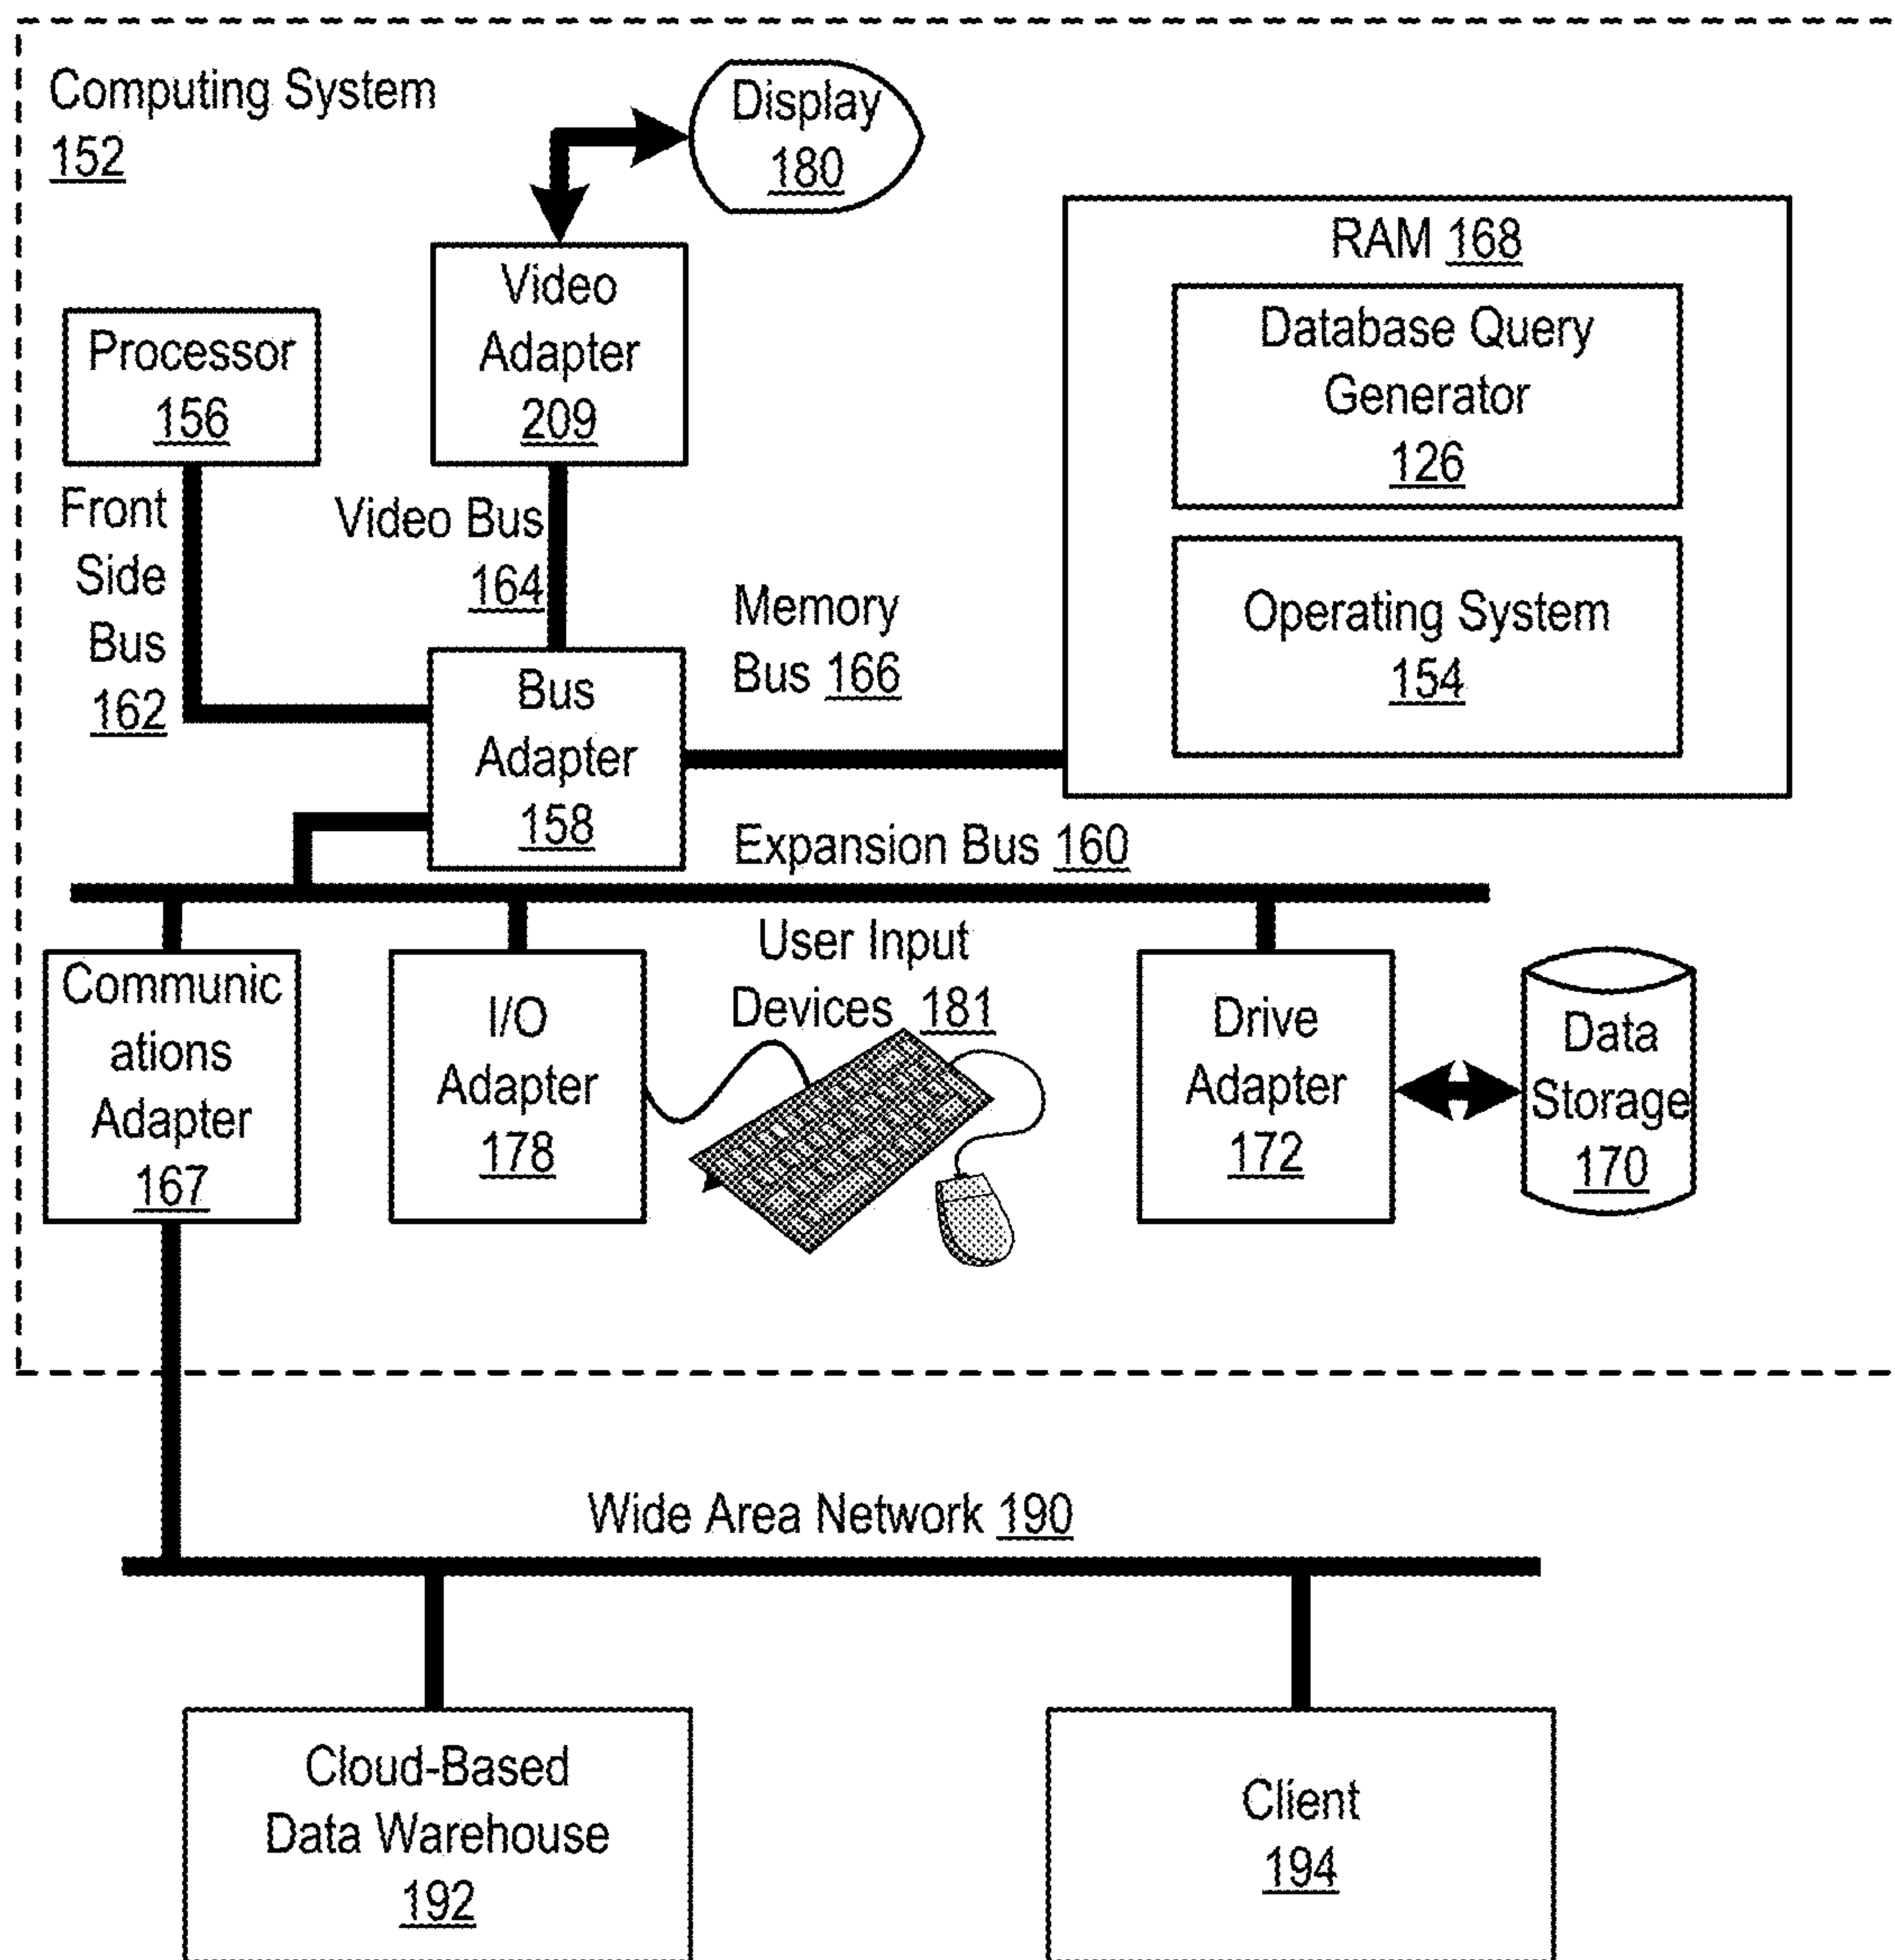 Computing System
152
Display
180
Video
Adapter
209
Processor
156
RAM 168
Database Query
Generator
126
Operating System
154
Front
Side
Bus
162
Video Bus
164
Memory
Bus 166
Bus
Adapter
158
Expansion Bus 160
Communic
ations
Adapter
167
I/O
Adapter
178
User Input
Devices 181
Drive
Adapter
172
Data
Storage
170
Wide Area Network 190
Cloud-Based
Data Warehouse
192
Client
194